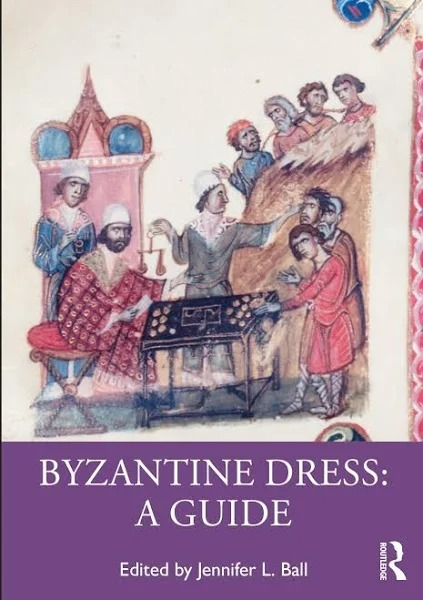 BYZANTINE DRESS:
A GUIDE
Edited by Jennifer L. Ball
ROUTLEDGE